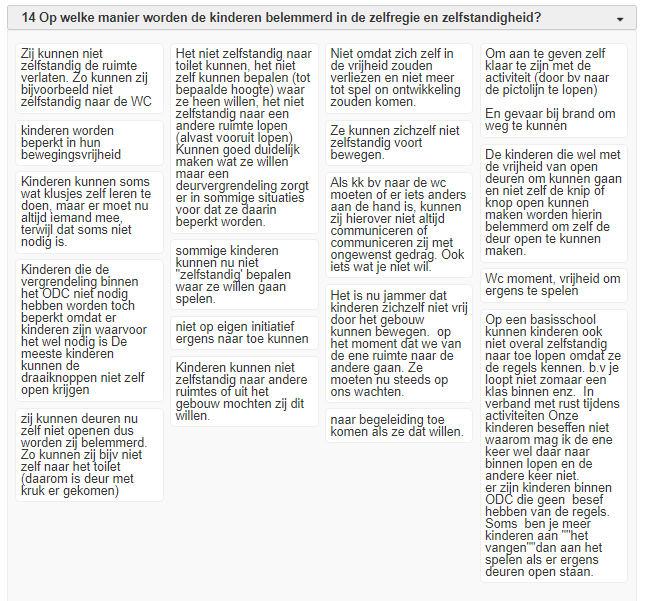 14 Op welke manier worden de kinderen belemmerd in de zelfregie en zelfstandigheid?
Zij kunnen niet
zelfstandig de ruimte
verlaten. Zo kunnen zij
bijvoorbeeld niet
zelfstandig naar de WC
kinderen worden
beperkt in hun
bewegingsvrijheid
Kinderen kunnen soms
wat klusjes zelf leren te
doen, maar er moet nu
altijd iemand mee,
terwijl dat soms niet
nodig is.
Kinderen die de
vergrendeling binnen
het ODC niet nodig
hebben worden toch
beperkt omdat er
kinderen zijn waarvoor
het wel nodig is De
meeste kinderen
kunnen de
draaiknoppen niet zelf
open krijgen
zij kunnen deuren nu
zelf niet openen dus
worden zij belemmerd.
Zo kunnen zij bijv niet
zelf naar het toilet
(daarom is deur met
kruk er gekomen)
Het niet zelfstandig naar
toilet kunnen, het niet
zelf kunnen bepalen (tot
bepaalde hoogte) waar
ze heen willen, het niet
zelfstandig naar een
andere ruimte lopen
(alvast vooruit lopen)
Kunnen goed duidelijk
maken wat ze willen
maar een
deurvergrendeling zorgt
er in sommige situaties
voor dat ze daarin
beperkt worden.
sommige kinderen
kunnen nu niet
"zelfstandig' bepalen
waar ze willen gaan
spelen.
niet op eigen initiatief
ergens naar toe kunnen
Kinderen kunnen niet
zelfstandig naar andere
ruimtes of uit het
gebouw mochten zij dit
willen.
Niet omdat zich zelf in
de vrijheid zouden
verliezen en niet meer
tot spel en ontwikkeling
zouden komen.
Ze kunnen zichzelf niet
zelfstandig voort
bewegen.
Als kk bv naar de wc
moeten of er iets anders
aan de hand is, kunnen
zij hierover niet altijd
communiceren of
communiceren zij met
ongewenst gedrag. Ook
iets wat je niet wil.
Het is nu jammer dat
kinderen zichzelf niet vrij
door het gebouw
kunnen bewegen. op
het moment dat we van
de ene ruimte naar de
andere gaan. Ze
moeten nu steeds op
ons wachten.
naar begeleiding toe
komen als ze dat willen.
Om aan te geven zelf
klaar te zijn met de
activiteit (door bv naar
de pictolijn te lopen)
En gevaar bij brand om
weg te kunnen
De kinderen die wel met
de vrijheid van open
deuren om kunnen gaan
en niet zelf de knip of
knop open kunnen
maken worden hierin
belemmerd om zelf de
deur open te kunnen
maken.
Wc moment, vrijheid om
ergens te spelen
Op een basisschool
kunnen kinderen ook
niet overal zelfstandig
naar toe lopen omdat ze
de regels kennen. b.v je
loopt niet zomaar een
klas binnen enz. In
verband met rust tijdens
activiteiten Onze
kinderen beseffen niet
waarom mag ik de ene
keer wel daar naar
binnen lopen en de
andere keer niet.
er zijn kinderen binnen
ODC die geen besef
hebben van de regels.
Soms ben je meer
kinderen aan ""het
vangen""dan aan het
spelen als er ergens
deuren open staan.